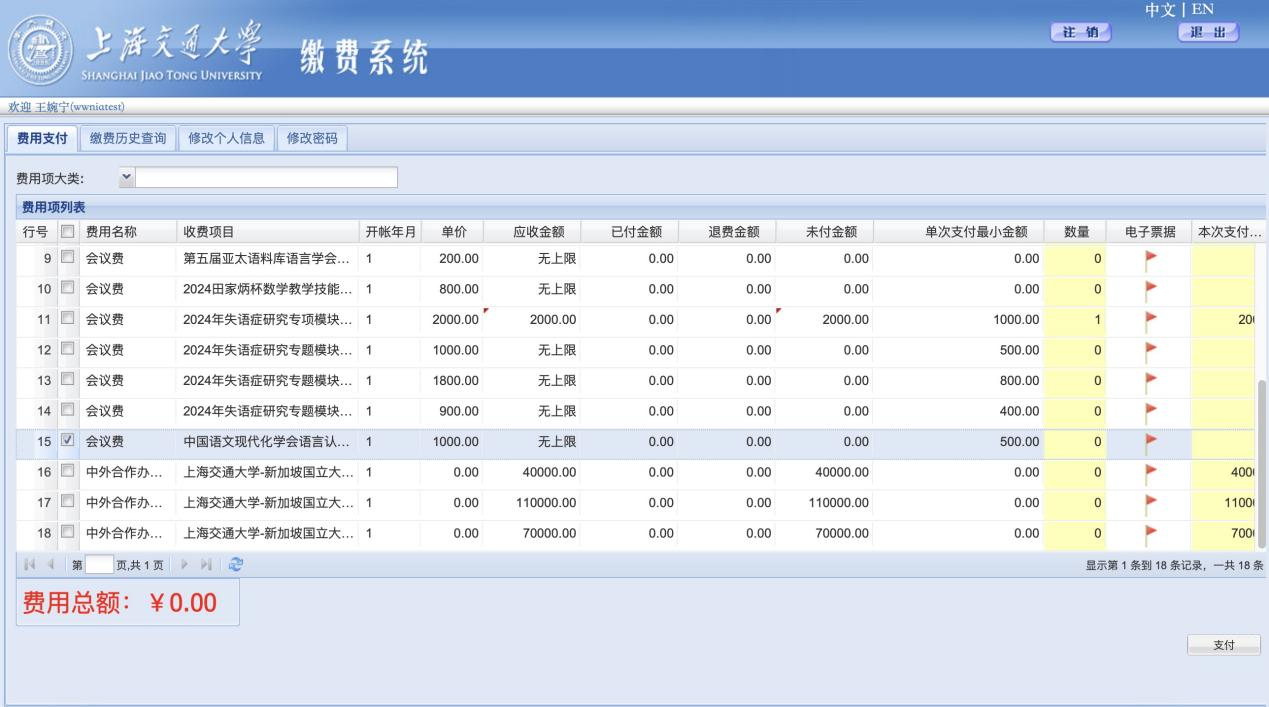 中文 | EN
上海交通大学
SHANGHAI JIAO TONG UNIVERSITY
缴费系统
注 销
退 出
欢迎 王婉宁(wwniatest)
费用支付 缴费历史查询 修改个人信息 修改密码
费用项大类:
费用项列表
行号 费用名称 收费项目 开帐年月 单价 应收金额 已付金额 退费金额 未付金额 单次支付最小金额 数量 电子票据 本次支付...
9 会议费 第五届亚太语料库语言学会... 1 200.00 无上限 0.00 0.00 0.00 0.00 0
10 会议费 2024田家炳杯数学教学技能... 1 800.00 无上限 0.00 0.00 0.00 0.00 0
11 会议费 2024年失语症研究专项模块... 1 2000.00 2000.00 0.00 0.00 2000.00 1000.00 1 200
12 会议费 2024年失语症研究专题模块... 1 1000.00 无上限 0.00 0.00 0.00 500.00 0
13 会议费 2024年失语症研究专题模块... 1 1800.00 无上限 0.00 0.00 0.00 800.00 0
14 会议费 2024年失语症研究专题模块... 1 900.00 无上限 0.00 0.00 0.00 400.00 0
15 会议费 中国语文现代化学会语言认... 1 1000.00 无上限 0.00 0.00 0.00 500.00 0
16 中外合作办... 上海交通大学-新加坡国立大... 1 0.00 40000.00 0.00 0.00 40000.00 0.00 0 4000
17 中外合作办... 上海交通大学-新加坡国立大... 1 0.00 110000.00 0.00 0.00 110000.00 0.00 0 11000
18 中外合作办... 上海交通大学-新加坡国立大... 1 0.00 70000.00 0.00 0.00 70000.00 0.00 0 7000
第 页,共 1 页
显示第 1 条到 18 条记录，一共 18 条
费用总额：￥0.00
支付